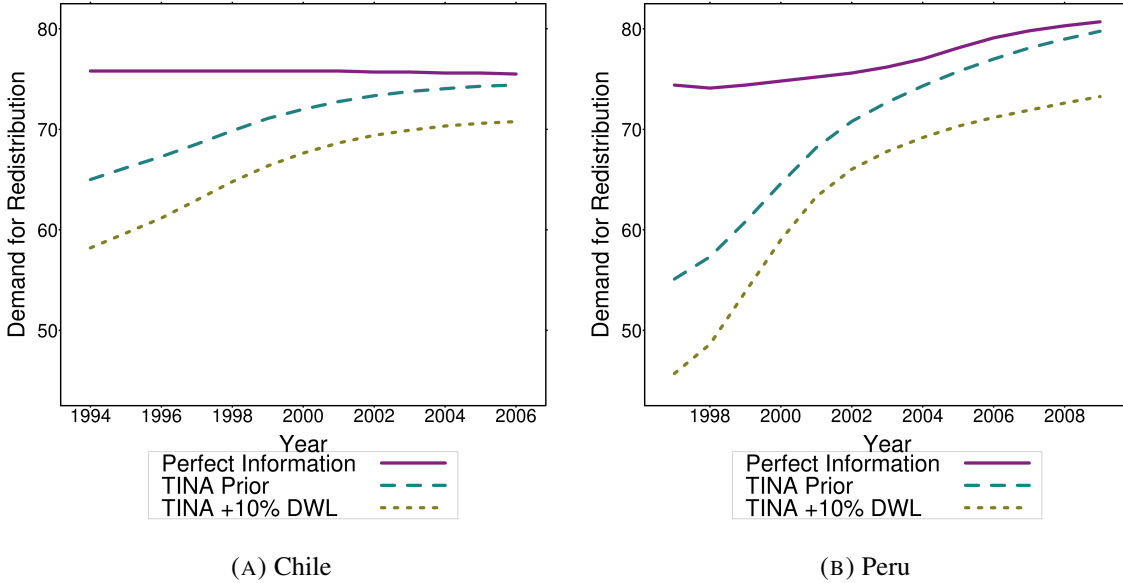 80
70
60
50
Demand for Redistribution
1994 1996 1998 2000 2002 2004 2006
Year
Perfect Information
TINA Prior
TINA +10% DWL
(A) Chile
80
70
60
50
Demand for Redistribution
1998 2000 2002 2004 2006 2008
Year
Perfect Information
TINA Prior
TINA +10% DWL
(B) Peru